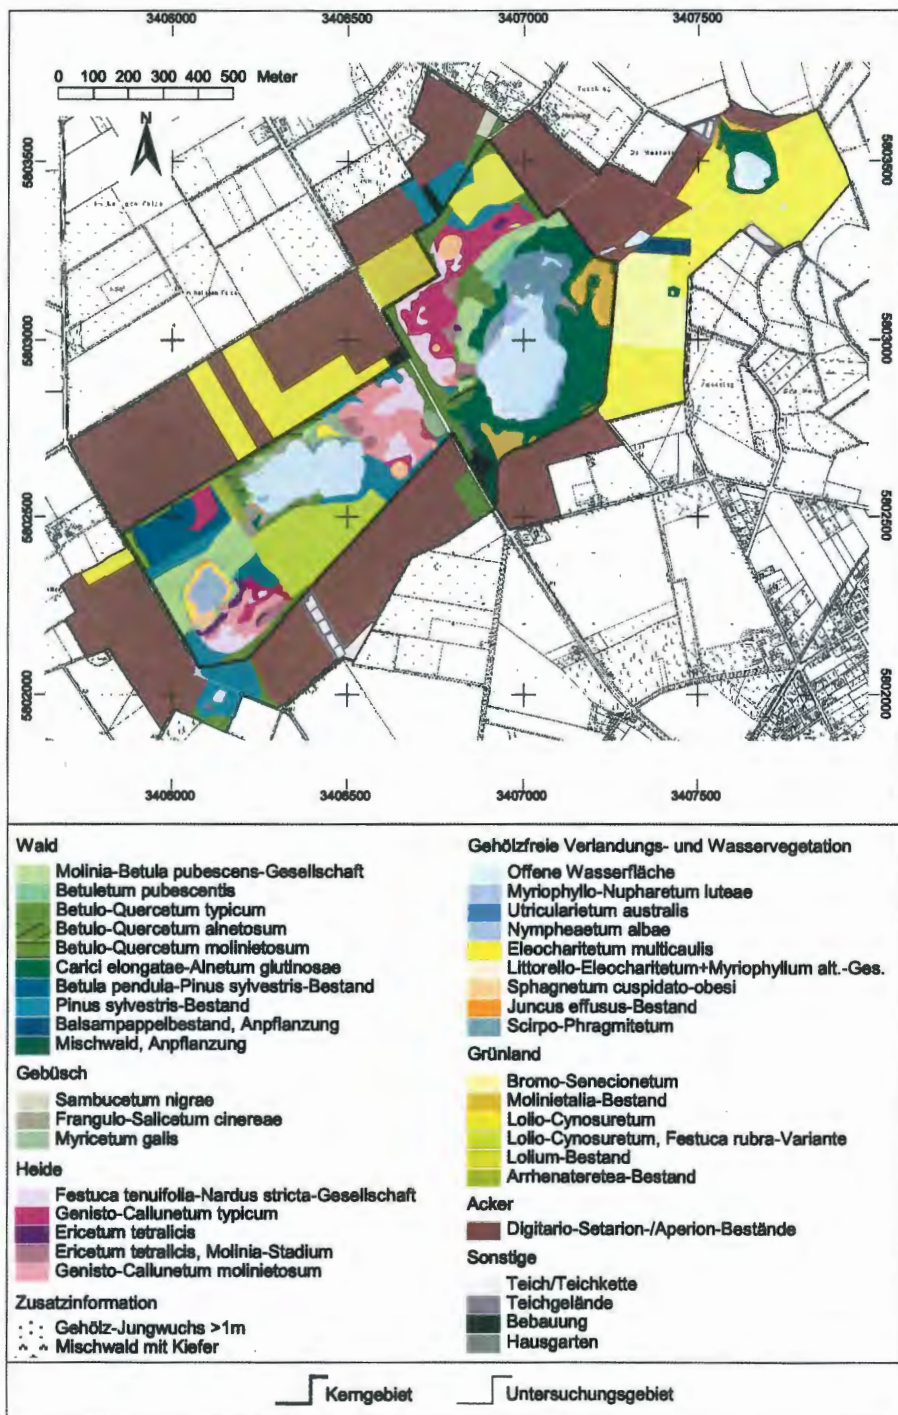 3406000 3406500 3407000 3407500
0 100 200 300 400 500 Meter
N
5803500 5803500
5803000 5803000
5802500 5802500
5802000 5802000
3406000 3406500 3407000 3407500
Wald
Molinia-Betula pubescens-Gesellschaft
Betuletum pubescentis
Betulo-Quercetum typicum
Betulo-Quercetum alnetosum
Betulo-Quercetum molinietosum
Carici elongatae-Alnetum glutinosae
Betula pendula-Pinus sylvestris-Bestand
Pinus sylvestris-Bestand
Balsampappelbestand, Anpflanzung
Mischwald, Anpflanzung
Gebüsch
Sambucetum nigrae
Frangulo-Salicetum cinereae
Myricetum galis
Heide
Festuca tenuifolia-Nardus stricta-Gesellschaft
Genisto-Callunetum typicum
Ericetum tetralicis
Ericetum tetralicis, Molinia-Stadium
Genisto-Callunetum molinietosum
Zusatzinformation
Gehölz-Jungwuchs >1m
Mischwald mit Kiefer
Gehölzfreie Verlandungs- und Wasservegetation
Offene Wasserfläche
Myriophyllo-Nupharetum luteae
Utricularietum australis
Nympheaetum albae
Eleocharitetum multicaulis
Littorello-Eleocharitetum+Myriophyllum alt.-Ges.
Sphagnetum cuspidato-obesi
Juncus effusus-Bestand
Scirpo-Phragmitetum
Grünland
Bromo-Senecionetum
Molinietalia-Bestand
Lolio-Cynosuretum
Lolio-Cynosuretum, Festuca rubra-Variante
Lolium-Bestand
Arrhenateretea-Bestand
Acker
Digitario-Setarion-/Aperion-Bestände
Sonstige
Teich/Teichkette
Teichgelände
Bebauung
Hausgarten
Kerngebiet Untersuchungsgebiet